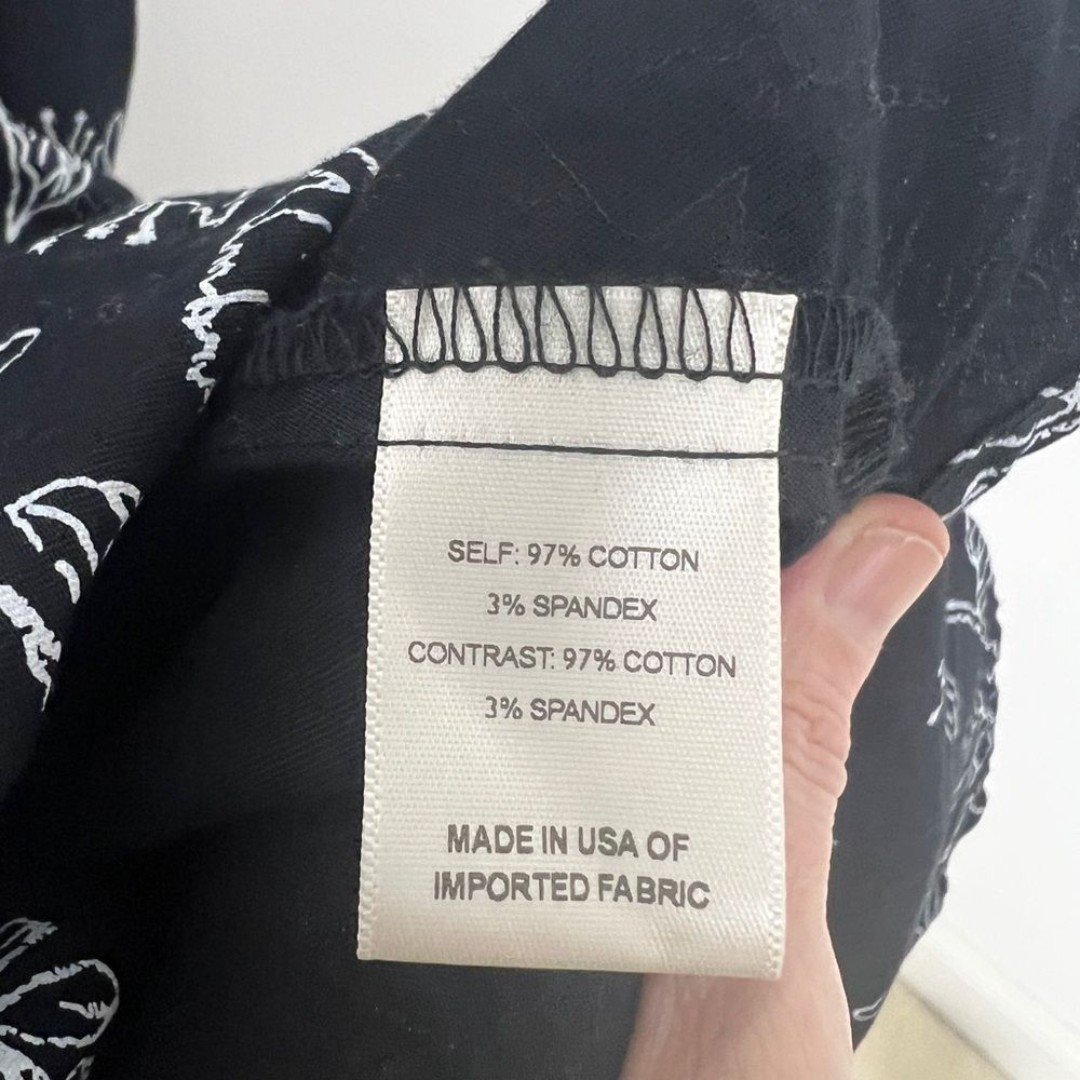 SELF: 97% COTTON
3% SPANDEX
CONTRAST: 97% COTTON
3% SPANDEX
MADE IN USA OF
IMPORTED FABRIC